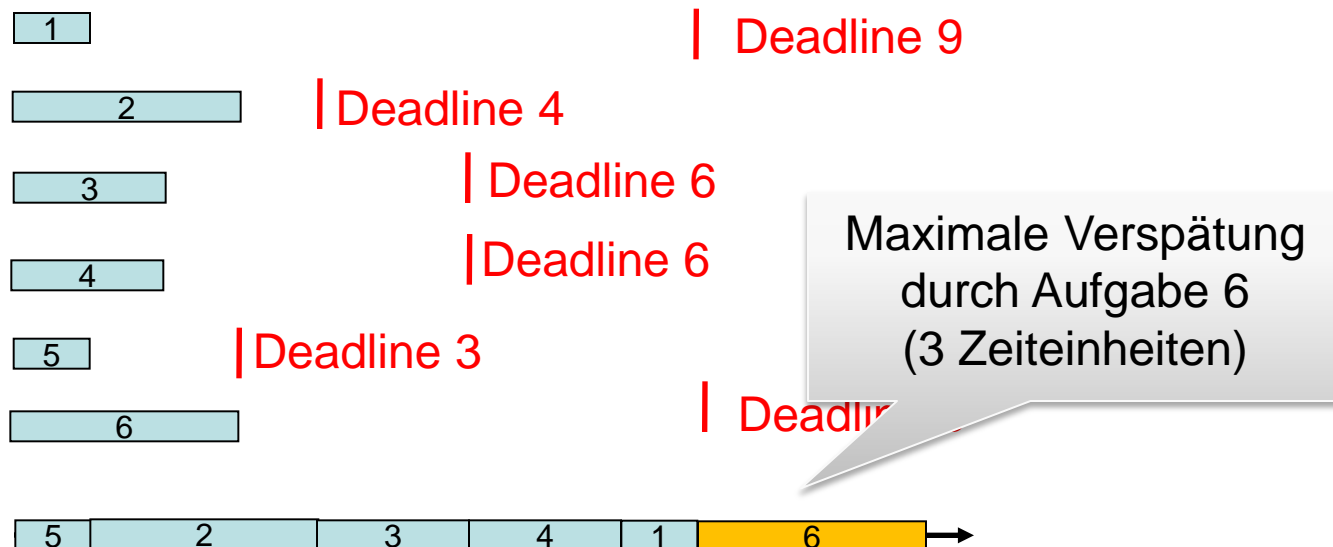 1
Deadline 9
2
Deadline 4
3
Deadline 6
4
Deadline 6
5
Deadline 3
6
Maximale Verspätung
durch Aufgabe 6
(3 Zeiteinheiten)
5 2 3 4 1 6